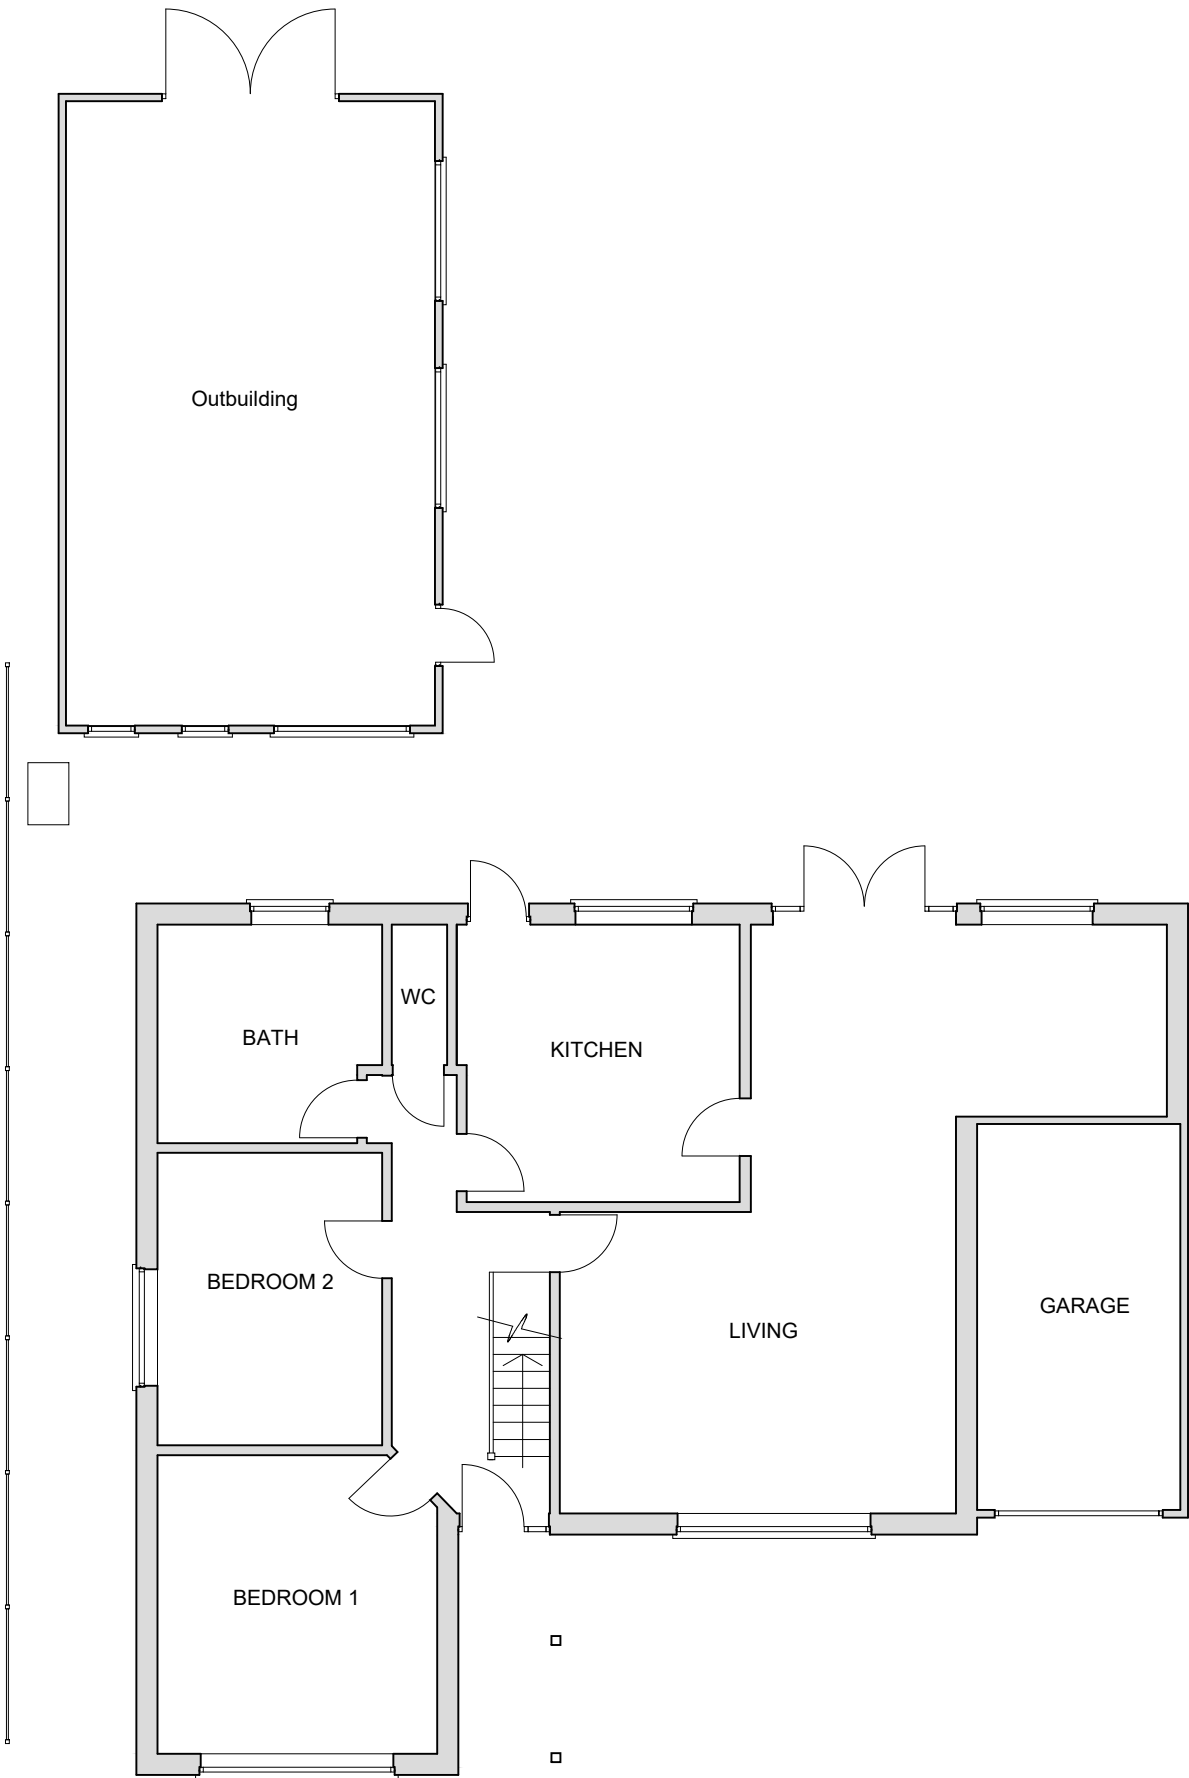 Outbuilding
WC
BATH
KITCHEN
BEDROOM 2
GARAGE
LIVING
BEDROOM 1